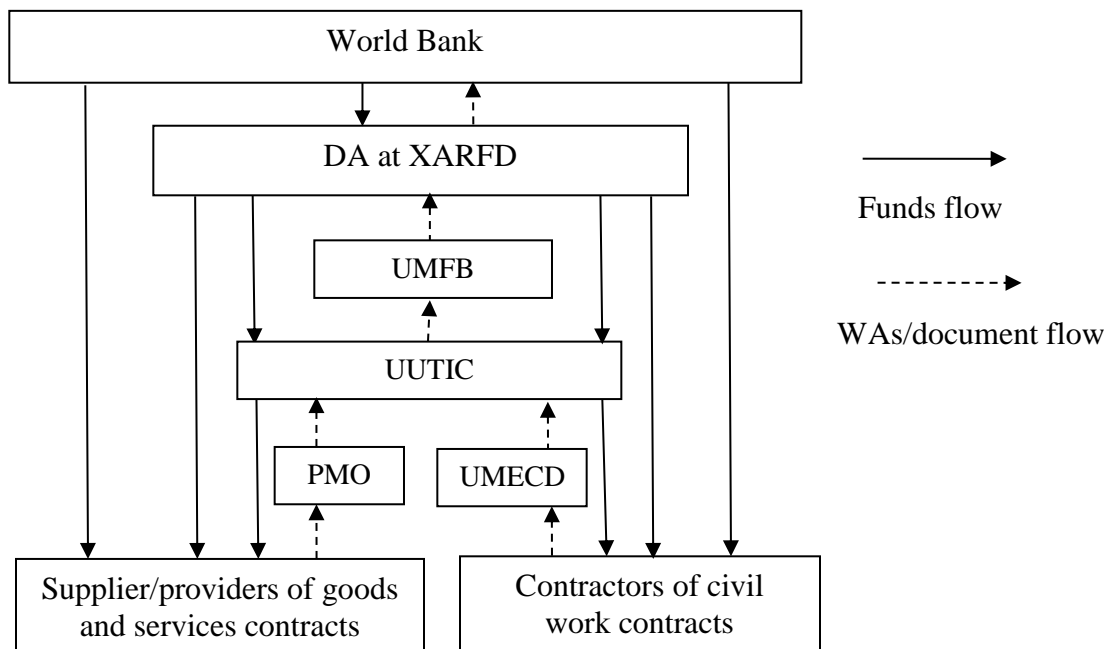 World Bank
DA at XARFD
Funds flow
UMFB
WAs/document flow
UUTIC
PMO
UMECD
Supplier/providers of goods
and services contracts
Contractors of civil
work contracts